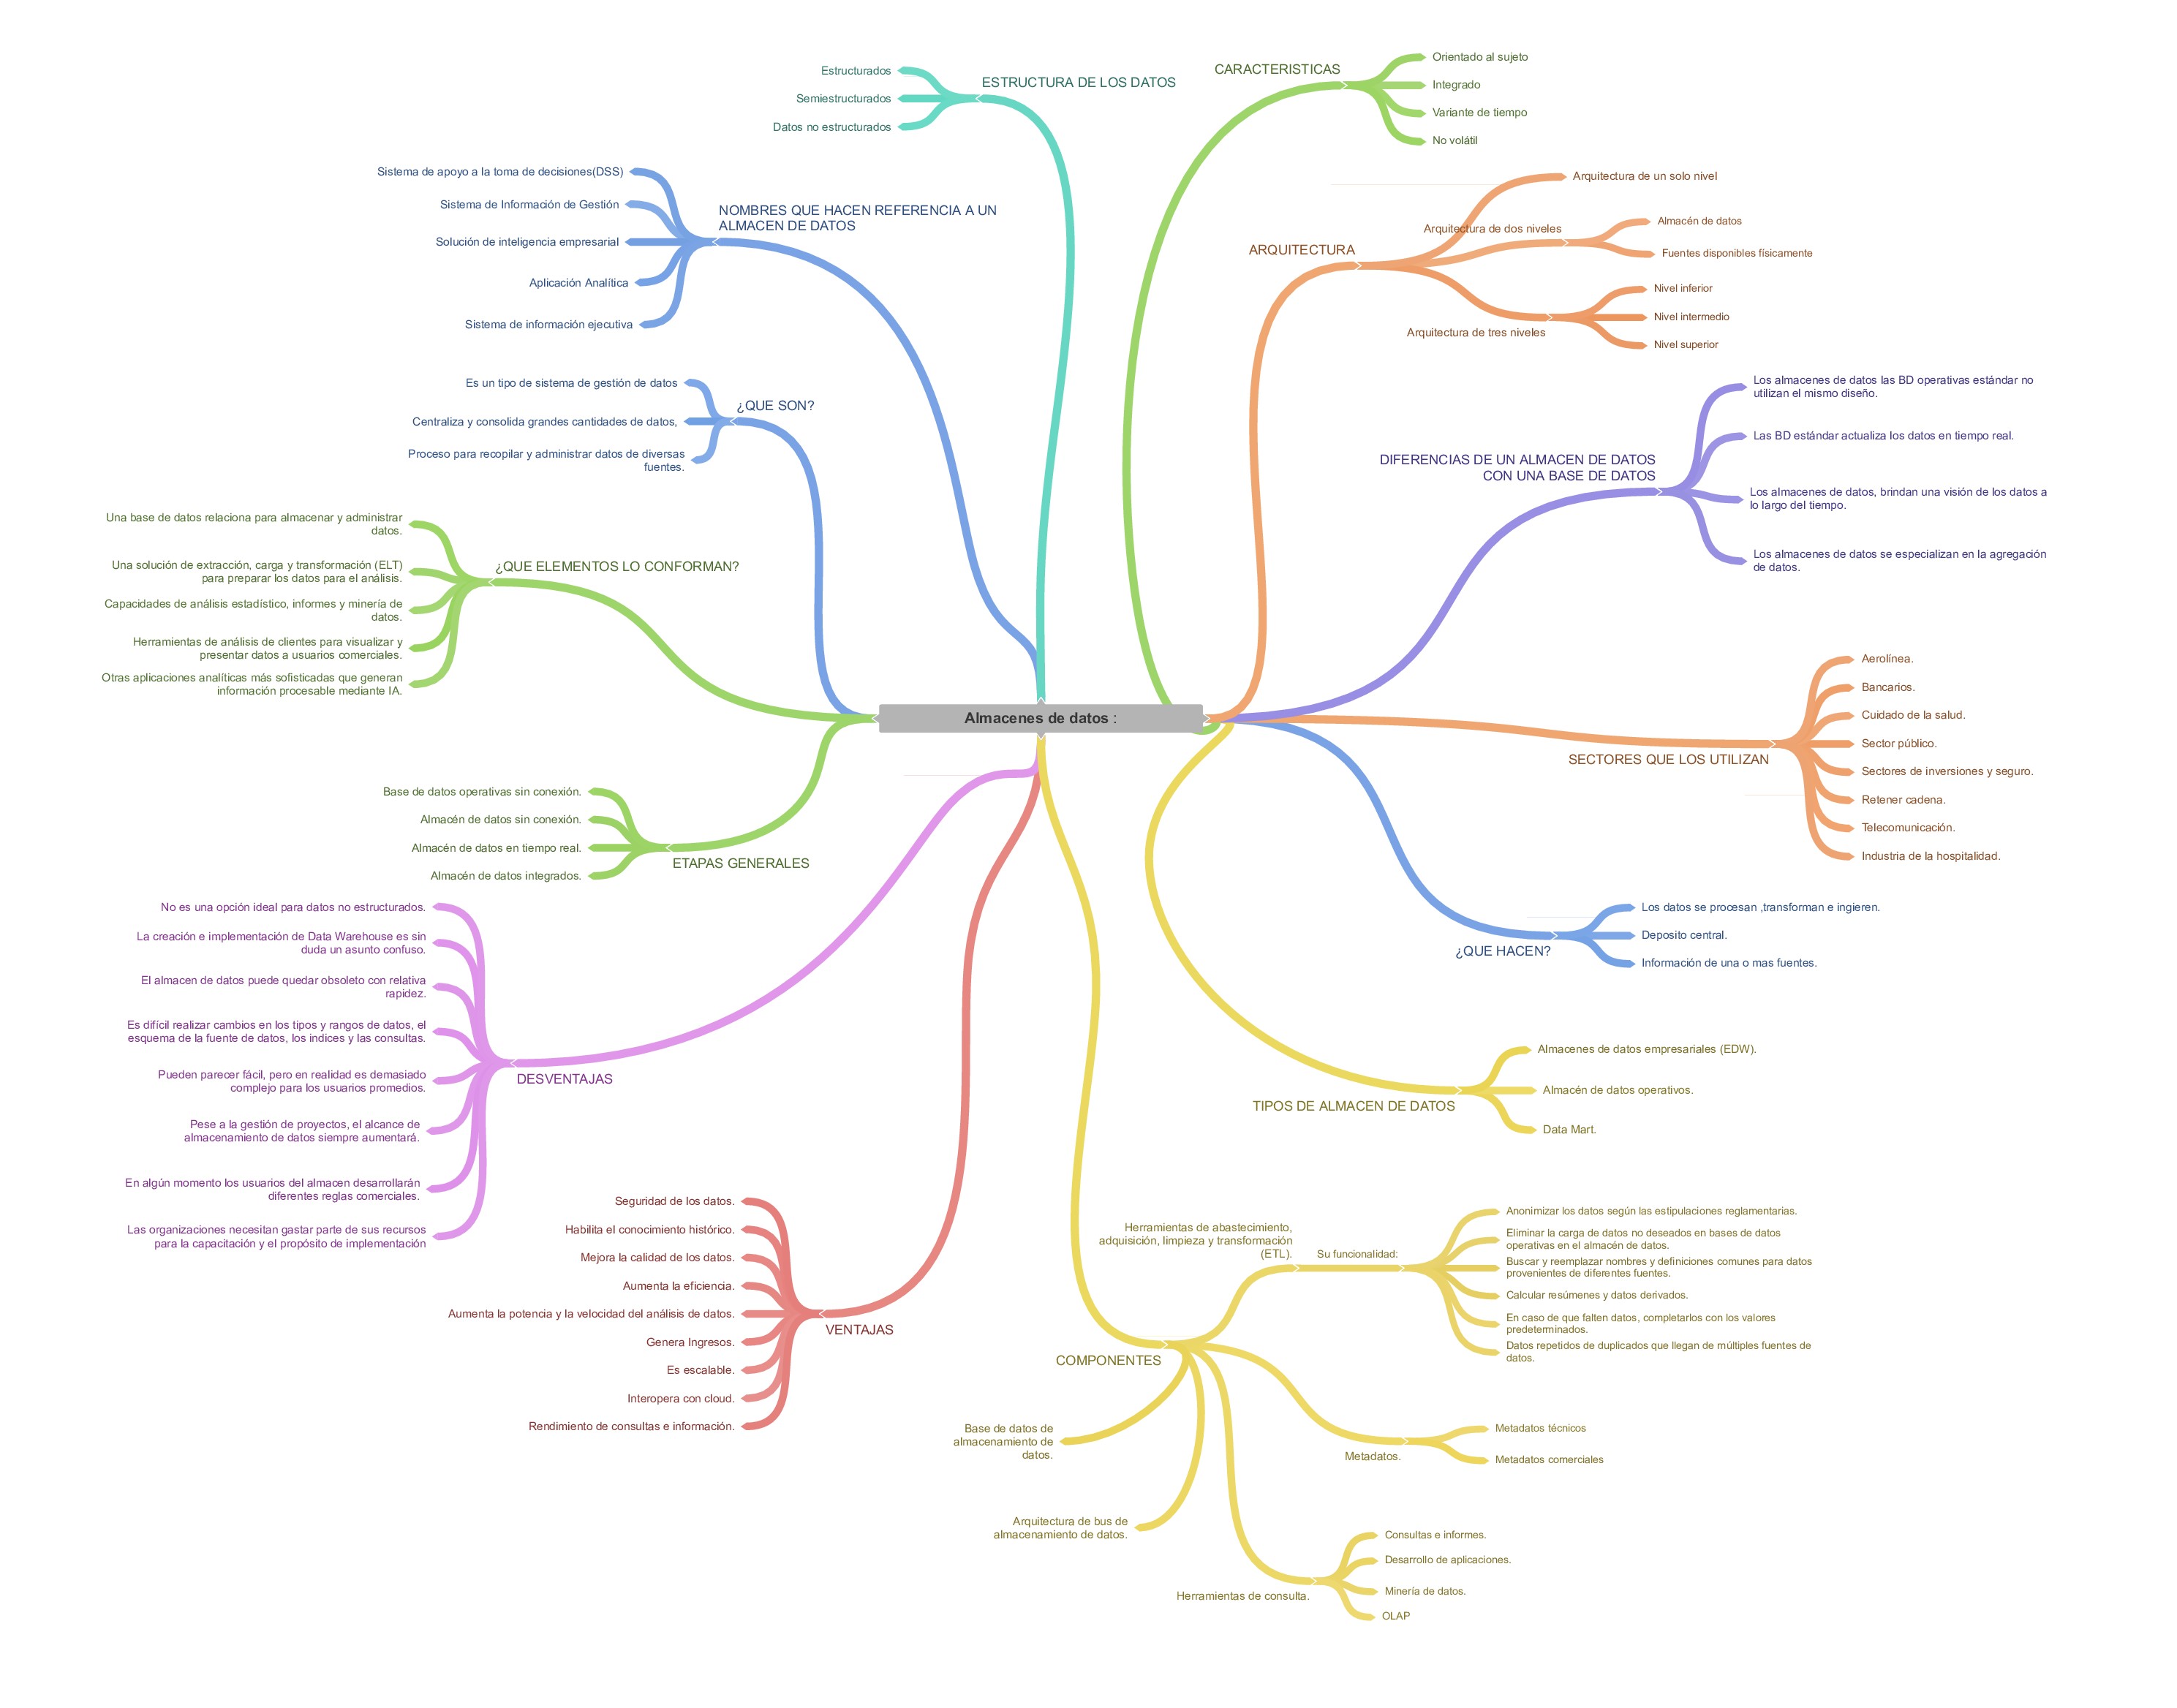 Almacenes de datos :
ESTRUCTURA DE LOS DATOS
Estructurados
Semiestructurados
Datos no estructurados
NOMBRES QUE HACEN REFERENCIA A UN
ALMACEN DE DATOS
Sistema de apoyo a la toma de decisiones(DSS)
Sistema de Información de Gestión
Solución de inteligencia empresarial
Aplicación Analítica
Sistema de información ejecutiva
¿QUE SON?
Es un tipo de sistema de gestión de datos
Centraliza y consolida grandes cantidades de datos,
Proceso para recopilar y administrar datos de diversas
fuentes.
¿QUE ELEMENTOS LO CONFORMAN?
Una base de datos relaciona para almacenar y administrar
datos.
Una solución de extracción, carga y transformación (ELT)
para preparar los datos para el análisis.
Capacidades de análisis estadístico, informes y minería de
datos.
Herramientas de análisis de clientes para visualizar y
presentar datos a usuarios comerciales.
Otras aplicaciones analíticas más sofisticadas que generan
información procesable mediante IA.
ETAPAS GENERALES
Base de datos operativas sin conexión.
Almacén de datos sin conexión.
Almacén de datos en tiempo real.
Almacén de datos integrados.
DESVENTAJAS
No es una opción ideal para datos no estructurados.
La creación e implementación de Data Warehouse es sin
duda un asunto confuso.
El almacen de datos puede quedar obsoleto con relativa
rapidez.
Es difícil realizar cambios en los tipos y rangos de datos, el
esquema de la fuente de datos, los indices y las consultas.
Pueden parecer fácil, pero en realidad es demasiado
complejo para los usuarios promedios.
Pese a la gestión de proyectos, el alcance de
almacenamiento de datos siempre aumentará.
En algún momento los usuarios del almacen desarrollarán
diferentes reglas comerciales.
Las organizaciones necesitan gastar parte de sus recursos
para la capacitación y el propósito de implementación
VENTAJAS
Seguridad de los datos.
Habilita el conocimiento histórico.
Mejora la calidad de los datos.
Aumenta la eficiencia.
Aumenta la potencia y la velocidad del análisis de datos.
Genera Ingresos.
Es escalable.
Interopera con cloud.
Rendimiento de consultas e información.
CARACTERISTICAS
Orientado al sujeto
Integrado
Variante de tiempo
No volátil
ARQUITECTURA
Arquitectura de un solo nivel
Arquitectura de dos niveles
Almacén de datos
Fuentes disponibles físicamente
Arquitectura de tres niveles
Nivel inferior
Nivel intermedio
Nivel superior
DIFERENCIAS DE UN ALMACEN DE DATOS
CON UNA BASE DE DATOS
Los almacenes de datos las BD operativas estándar no
utilizan el mismo diseño.
Las BD estándar actualiza los datos en tiempo real.
Los almacenes de datos, brindan una visión de los datos a
lo largo del tiempo.
Los almacenes de datos se especializan en la agregación
de datos.
SECTORES QUE LOS UTILIZAN
Aerolínea.
Bancarios.
Cuidado de la salud.
Sector público.
Sectores de inversiones y seguro.
Retener cadena.
Telecomunicación.
Industria de la hospitalidad.
¿QUE HACEN?
Los datos se procesan ,transforman e ingieren.
Deposito central.
Información de una o mas fuentes.
TIPOS DE ALMACEN DE DATOS
Almacenes de datos empresariales (EDW).
Almacén de datos operativos.
Data Mart.
COMPONENTES
Herramientas de abastecimiento,
adquisición, limpieza y transformación
(ETL).
Su funcionalidad:
Anonimizar los datos según las estipulaciones reglamentarias.
Eliminar la carga de datos no deseados en bases de datos
operativas en el almacén de datos.
Buscar y reemplazar nombres y definiciones comunes para datos
provenientes de diferentes fuentes.
Calcular resúmenes y datos derivados.
En caso de que falten datos, completarlos con los valores
predeterminados.
Datos repetidos de duplicados que llegan de múltiples fuentes de
datos.
Base de datos de
almacenamiento de
datos.
Metadatos.
Metadatos técnicos
Metadatos comerciales
Arquitectura de bus de
almacenamiento de datos.
Herramientas de consulta.
Consultas e informes.
Desarrollo de aplicaciones.
Minería de datos.
OLAP